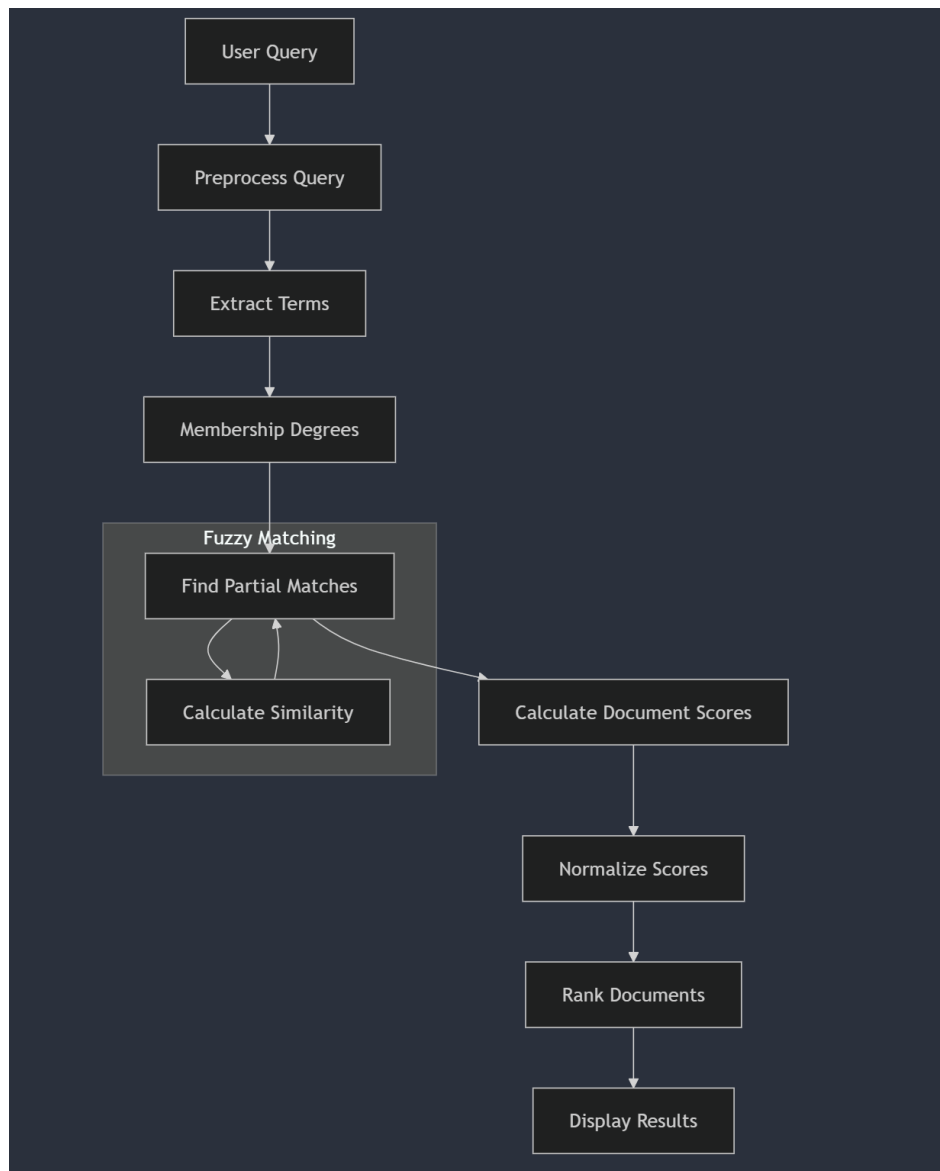 User Query
Preprocess Query
Extract Terms
Membership Degrees
Fuzzy Matching
Find Partial Matches
Calculate Similarity
Calculate Document Scores
Normalize Scores
Rank Documents
Display Results